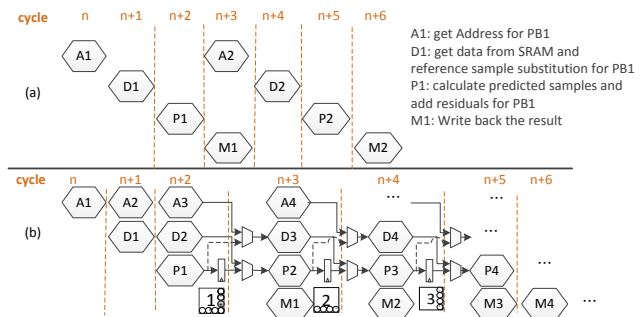 cycle n n+1 n+2 n+3 n+4 n+5 n+6
A1 A2
D1 D2
(a)
P1 P2
M1 M2
A1: get Address for PB1
D1: get data from SRAM and
reference sample substitution for PB1
P1: calculate predicted samples and
add residuals for PB1
M1: Write back the result
cycle n n+1 n+2 n+3 n+4 n+5 n+6
A1 A2 A3 A4 ... ...
(b) D1 D2 D3 D4 ...
P1 P2 P3 P4 ...
1 M1 2 M2 3 M3 M4 ...